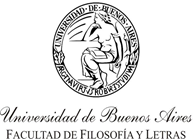 UNIVERSIDAD DE BUENOS AIRES
Universidad de Buenos Aires
FACULTAD DE FILOSOFÍA Y LETRAS